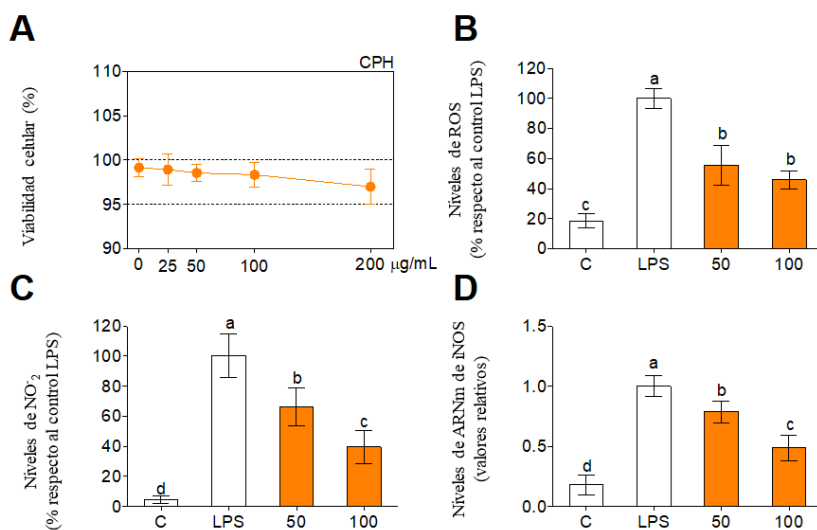 A
CPH
Viabilidad celular (%)
110
105
100
95
90
0 25 50 100 200 µg/mL
B
Niveles de ROS
(% respecto al control LPS)
120
100
80
60
40
20
0
a
b
b
c
C LPS 50 100
C
Niveles de NO⁻₂
(% respecto al control LPS)
120
100
80
60
40
20
0
a
b
c
d
C LPS 50 100
D
Niveles de ARNm de iNOS
(valores relativos)
1.5
1.0
0.5
0.0
a
b
c
d
C LPS 50 100